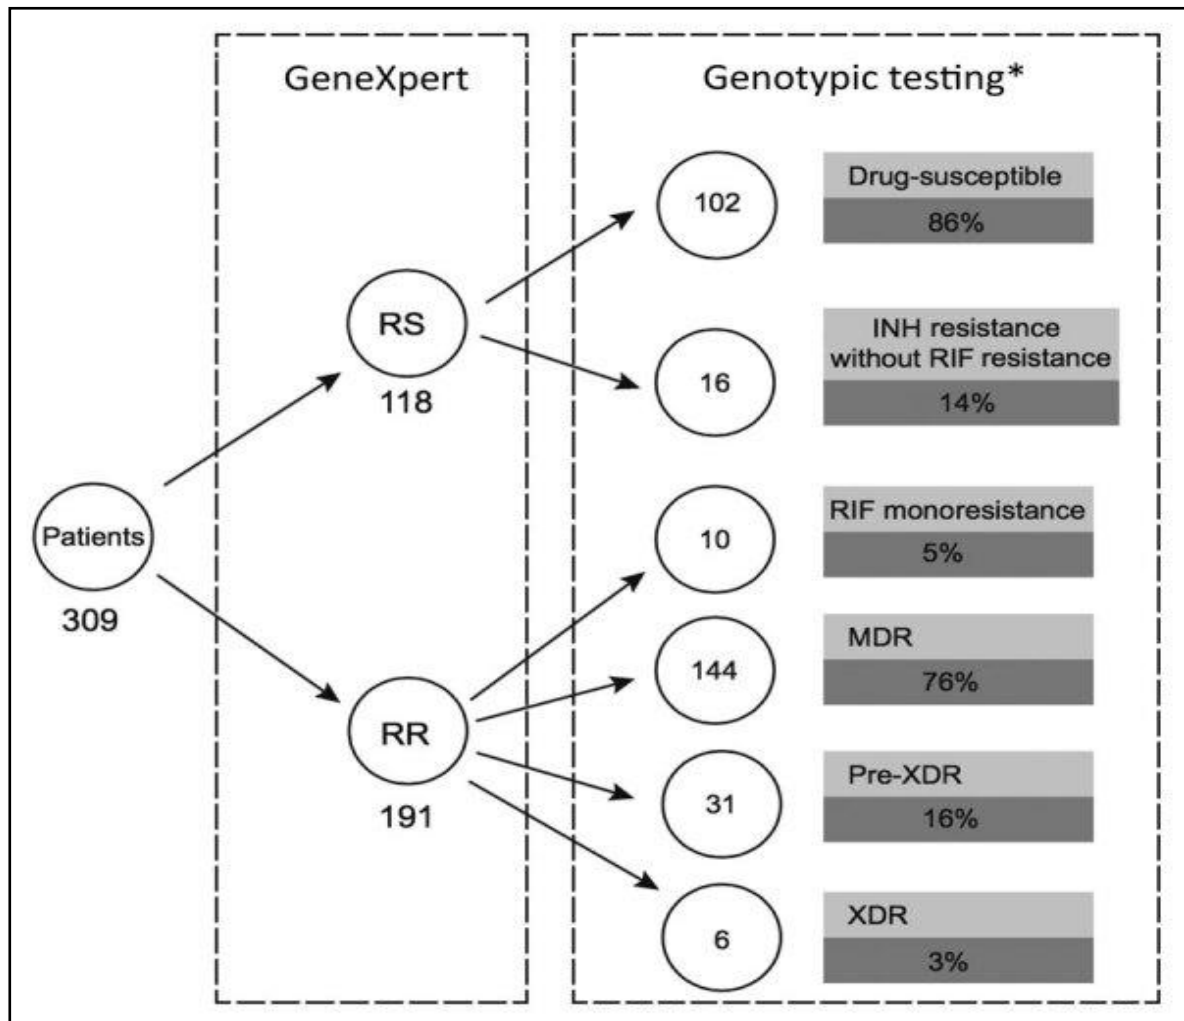 GeneXpert
Genotypic testing*
Patients
309
RS
118
RR
191
102
Drug-susceptible
86%
16
INH resistance
without RIF resistance
14%
10
RIF monoresistance
5%
144
MDR
76%
31
Pre-XDR
16%
6
XDR
3%